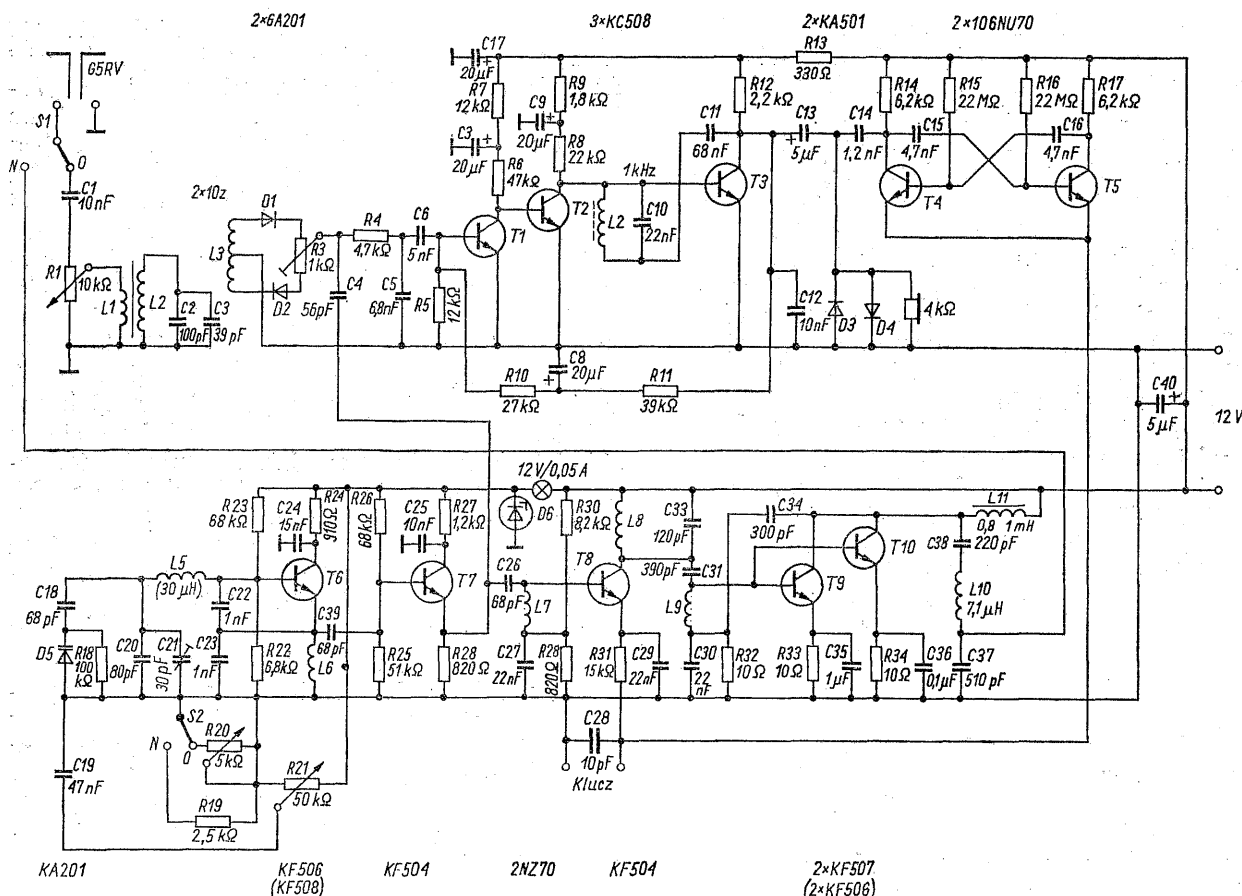 2×GA201
3×KC508
2×KA501
2×106NU70
G5RV
S1
N
O
C1
10nF
R1
10kΩ
L1
L2
C2
100pF
C3
39pF
2×10z
L3
D1
D2
R3
1kΩ
R4
4,7kΩ
C4
56pF
C5
6,8nF
C6
5nF
R5
12kΩ
C17
20μF
R7
12kΩ
C3
20μF
R6
47kΩ
T1
C9
20μF
R9
1,8kΩ
R8
22kΩ
T2
C8
20μF
R10
27kΩ
R11
39kΩ
1kHz
L2
C10
22nF
C11
68nF
R12
2,2kΩ
T3
R13
330Ω
C13
5μF
C14
1,2nF
C12
10nF
D3
D4
4kΩ
R14
6,2kΩ
R15
22MΩ
R16
22MΩ
R17
6,2kΩ
C15
4,7nF
C16
4,7nF
T4
T5
C40
5μF
12V
R23
68kΩ
C24
15nF
R24
910Ω
R26
68kΩ
C25
10nF
R27
1,2kΩ
12V/0,05A
D6
R30
8,2kΩ
L8
C33
120pF
C34
300pF
L11
0,8 1mH
C38
220pF
L5
(30μH)
T6
T7
C26
68pF
T8
390pF
C31
T9
T10
L10
7,1μH
C18
68pF
C22
1nF
C39
68pF
L7
L9
D5
R18
100
kΩ
C20
80pF
C21
30pF
C23
1nF
R22
6,8kΩ
L6
R25
51kΩ
R28
820Ω
C27
22nF
R28
820Ω
R31
15kΩ
C29
22nF
C30
22
nF
R32
10Ω
R33
10Ω
C35
1μF
R34
10Ω
C36
0,1μF
C37
510pF
S2
N
O
R20
5kΩ
R21
50kΩ
C19
47nF
R19
2,5kΩ
C28
10pF
Klucz
KA201
KF506
(KF508)
KF504
2NZ70
KF504
2×KF507
(2×KF506)